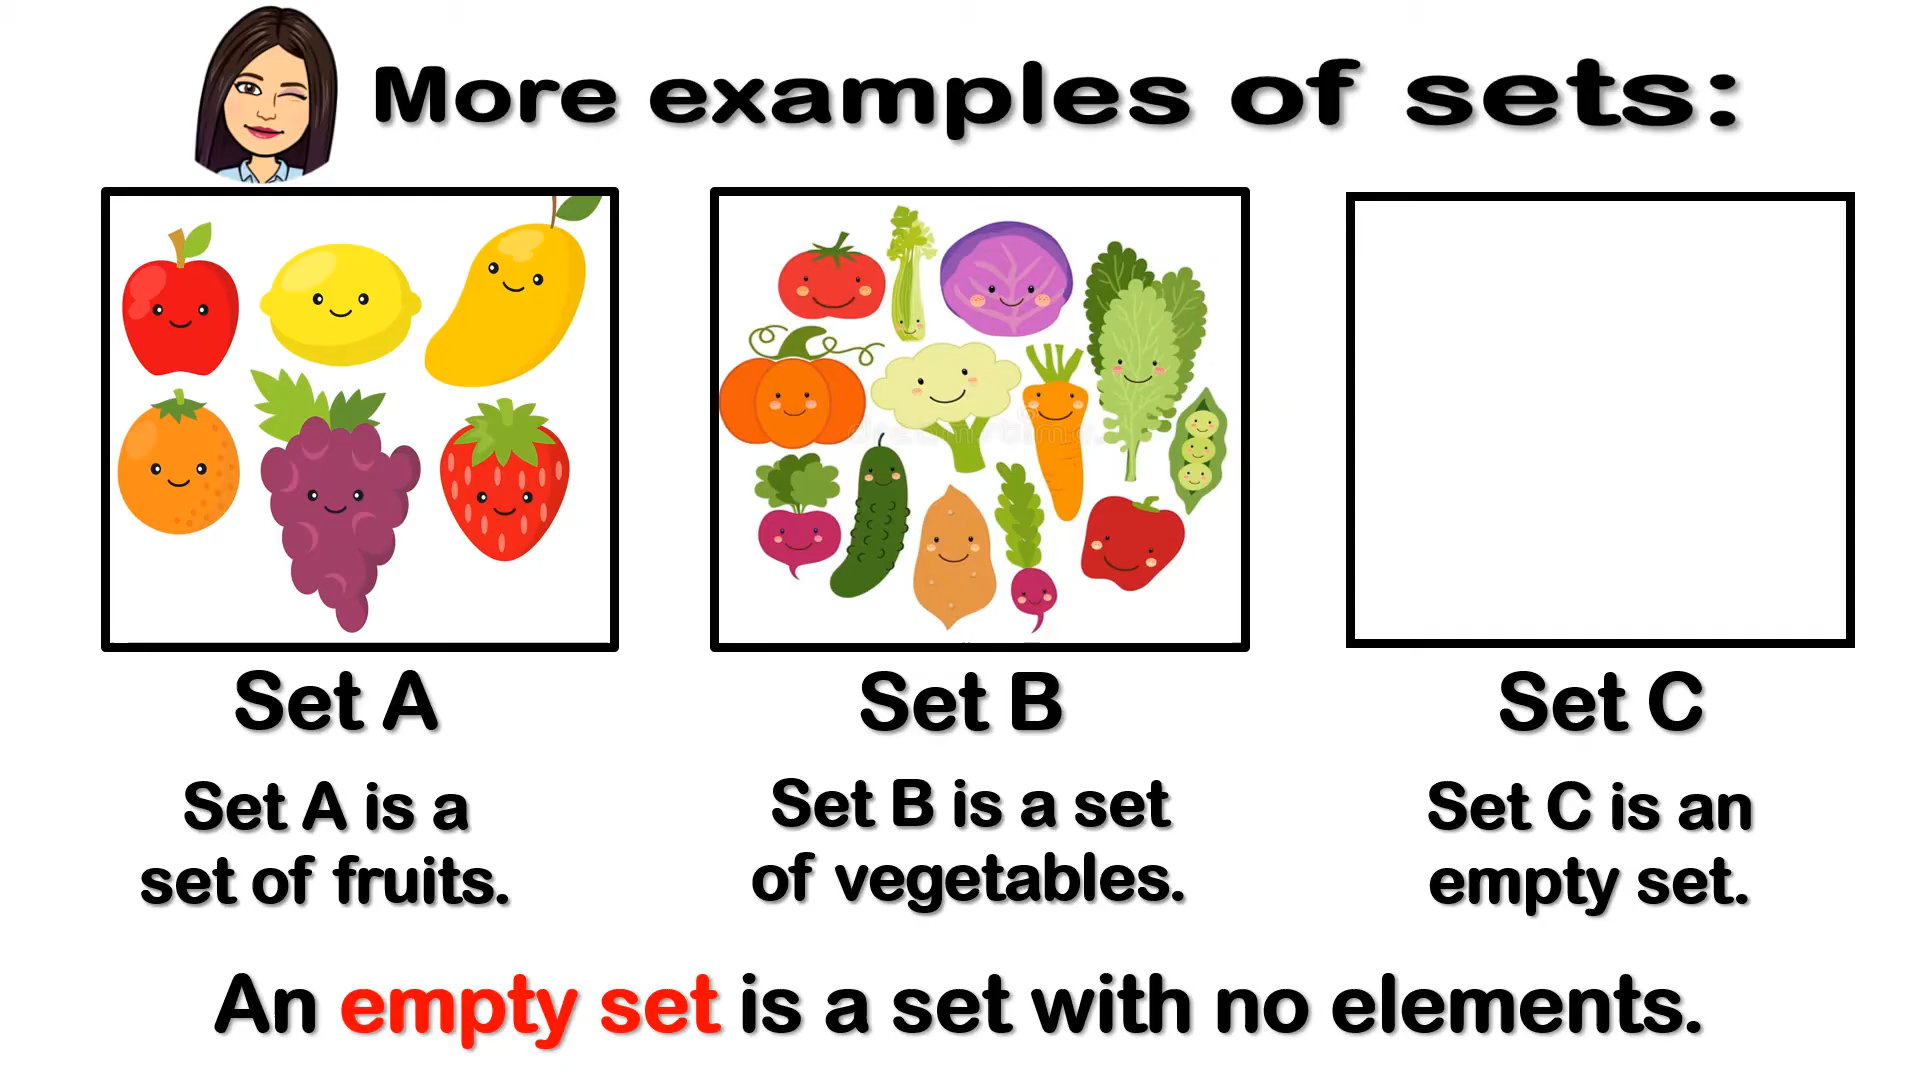 More examples of sets:
Set A
Set B
Set C
Set A is a
set of fruits.
Set B is a set
of vegetables.
Set C is an
empty set.
An empty set is a set with no elements.